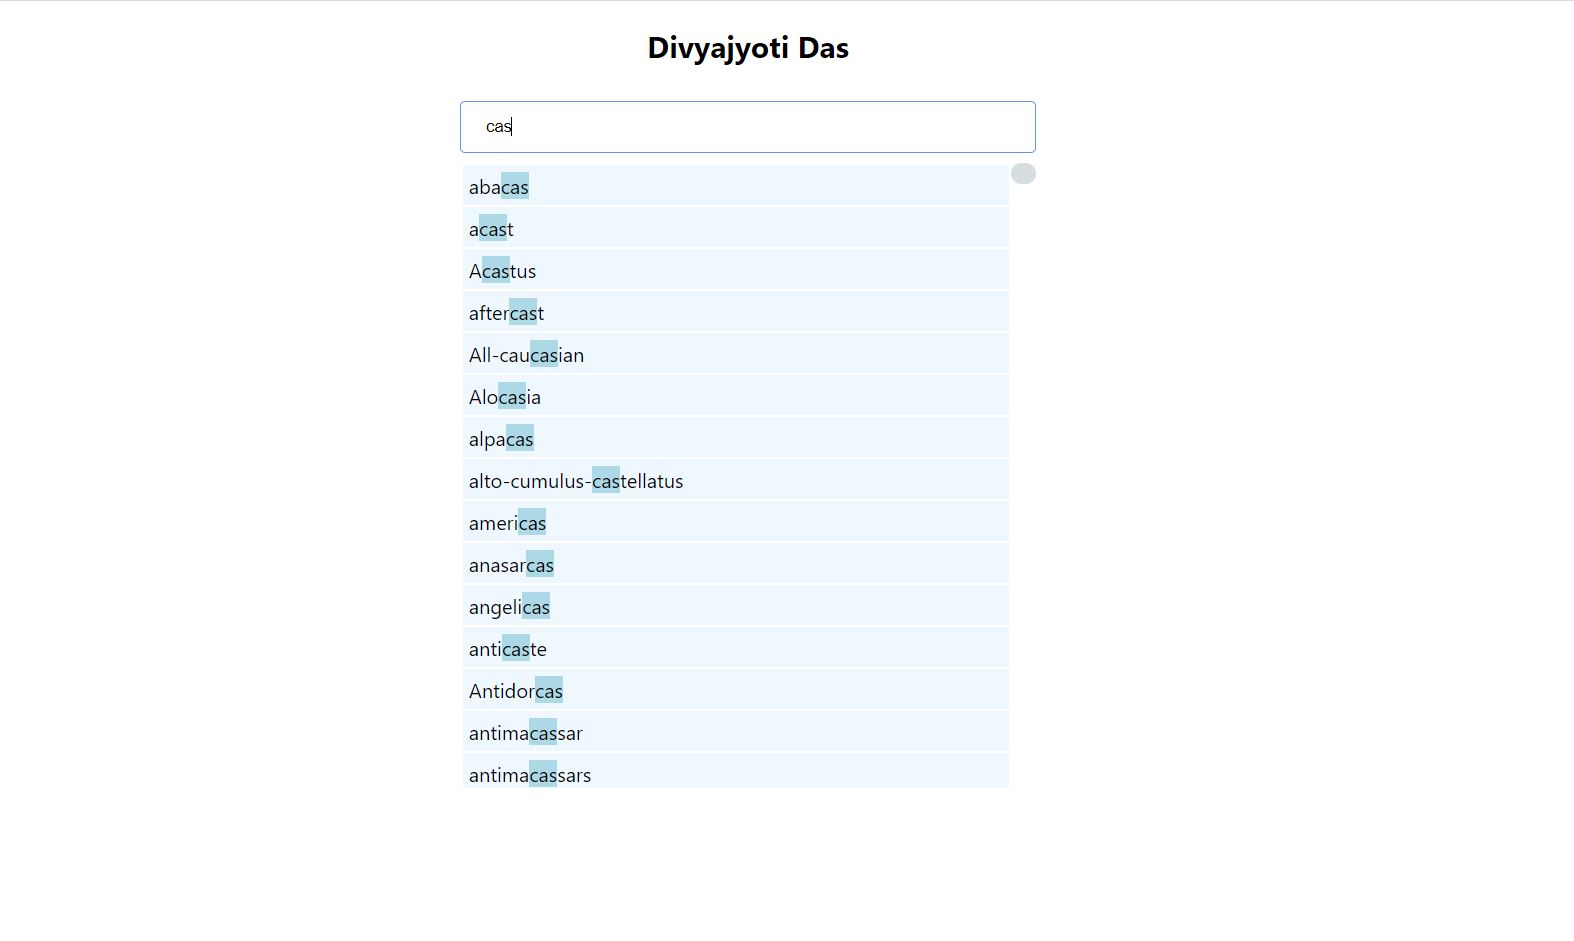 Divyajyoti Das
cas
abacas
acast
Acastus
aftercast
All-caucasian
Alocasia
alpacas
alto-cumulus-castellatus
americas
anasarcas
angelicas
anticaste
Antidorcas
antimacassar
antimacassars